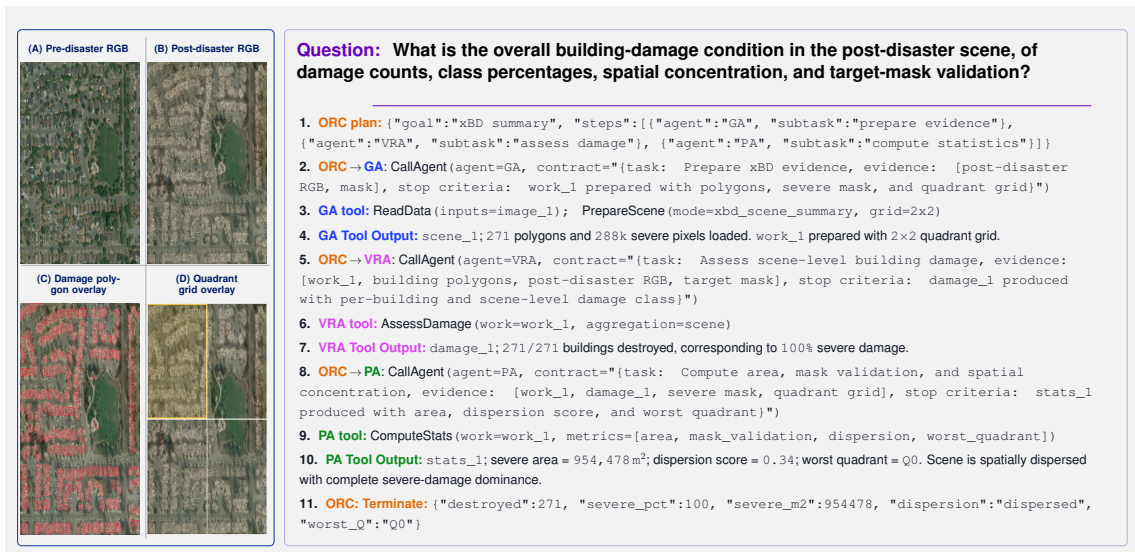 (A) Pre-disaster RGB
(B) Post-disaster RGB
(C) Damage poly-
gon overlay
(D) Quadrant
grid overlay
Question: What is the overall building-damage condition in the post-disaster scene, of
damage counts, class percentages, spatial concentration, and target-mask validation?
1. ORC plan: {"goal":"xBD summary", "steps":[{"agent":"GA", "subtask":"prepare evidence"},
{"agent":"VRA", "subtask":"assess damage"}, {"agent":"PA", "subtask":"compute statistics"}]}
2. ORC→GA: CallAgent(agent=GA, contract="{task: Prepare xBD evidence, evidence: [post-disaster
RGB, mask], stop criteria: work_1 prepared with polygons, severe mask, and quadrant grid}")
3. GA tool: ReadData(inputs=image_1); PrepareScene(mode=xbd_scene_summary, grid=2x2)
4. GA Tool Output: scene_1; 271 polygons and 288k severe pixels loaded. work_1 prepared with 2×2 quadrant grid.
5. ORC→VRA: CallAgent(agent=VRA, contract="{task: Assess scene-level building damage, evidence:
[work_1, building polygons, post-disaster RGB, target mask], stop criteria: damage_1 produced
with per-building and scene-level damage class}")
6. VRA tool: AssessDamage(work=work_1, aggregation=scene)
7. VRA Tool Output: damage_1; 271/271 buildings destroyed, corresponding to 100% severe damage.
8. ORC→PA: CallAgent(agent=PA, contract="{task: Compute area, mask validation, and spatial
concentration, evidence: [work_1, damage_1, severe mask, quadrant grid], stop criteria: stats_1
produced with area, dispersion score, and worst quadrant}")
9. PA tool: ComputeStats(work=work_1, metrics=[area, mask_validation, dispersion, worst_quadrant])
10. PA Tool Output: stats_1; severe area = 954,478 m²; dispersion score = 0.34; worst quadrant = Q0. Scene is spatially dispersed
with complete severe-damage dominance.
11. ORC: Terminate: {"destroyed":271, "severe_pct":100, "severe_m2":954478, "dispersion":"dispersed",
"worst_Q":"Q0"}